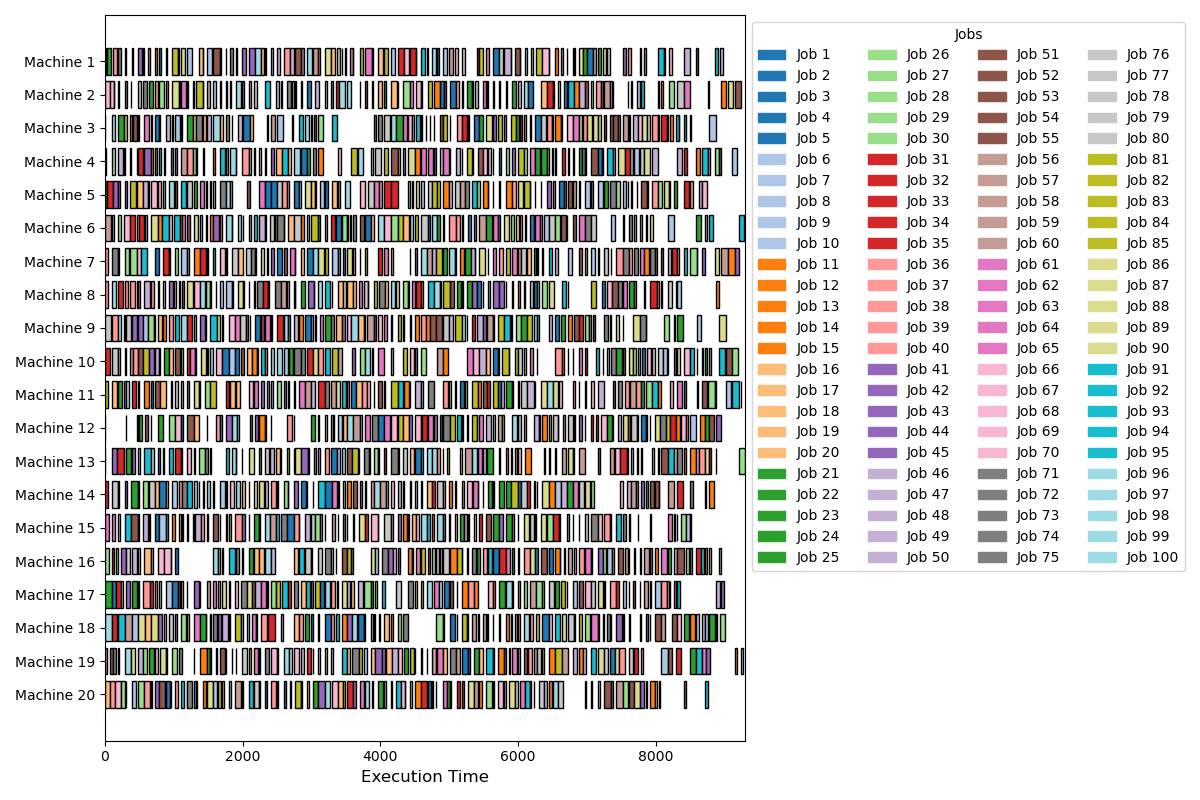 Jobs
Job 1 Job 26 Job 51 Job 76
Machine 1
Job 2 Job 27 Job 52 Job 77
Machine 2
Job 3 Job 28 Job 53 Job 78
Job 4 Job 29 Job 54 Job 79
Machine 3
Job 5 Job 30 Job 55 Job 80
Machine 4
Job 6 Job 31 Job 56 Job 81
Job 7 Job 32 Job 57 Job 82
Machine 5
Job 8 Job 33 Job 58 Job 83
Job 9 Job 34 Job 59 Job 84
Machine 6
Job 10 Job 35 Job 60 Job 85
Machine 7
Job 11 Job 36 Job 61 Job 86
Job 12 Job 37 Job 62 Job 87
Machine 8
Job 13 Job 38 Job 63 Job 88
Machine 9
Job 14 Job 39 Job 64 Job 89
Job 15 Job 40 Job 65 Job 90
Machine 10
Job 16 Job 41 Job 66 Job 91
Job 17 Job 42 Job 67 Job 92
Machine 11
Job 18 Job 43 Job 68 Job 93
Machine 12
Job 19 Job 44 Job 69 Job 94
Job 20 Job 45 Job 70 Job 95
Machine 13
Job 21 Job 46 Job 71 Job 96
Machine 14
Job 22 Job 47 Job 72 Job 97
Job 23 Job 48 Job 73 Job 98
Machine 15
Job 24 Job 49 Job 74 Job 99
Machine 16
Job 25 Job 50 Job 75 Job 100
Machine 17
Machine 18
Machine 19
Machine 20
0 2000 4000 6000 8000
Execution Time